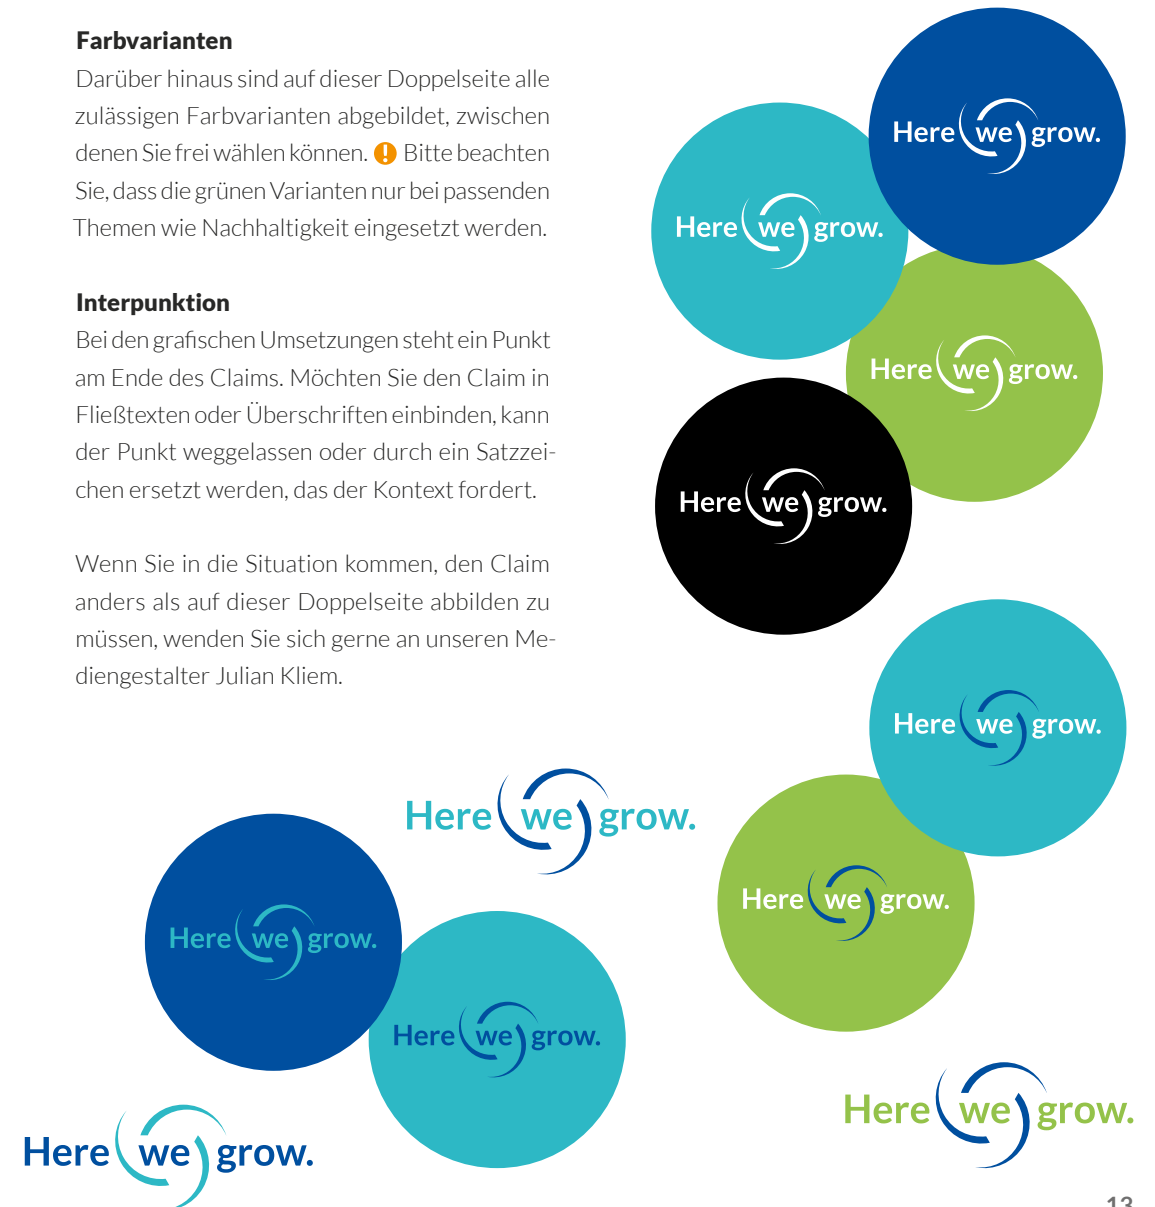 Farbvarianten
Darüber hinaus sind auf dieser Doppelseite alle
zulässigen Farbvarianten abgebildet, zwischen
denen Sie frei wählen können. ! Bitte beachten
Sie, dass die grünen Varianten nur bei passenden
Themen wie Nachhaltigkeit eingesetzt werden.
Interpunktion
Bei den grafischen Umsetzungen steht ein Punkt
am Ende des Claims. Möchten Sie den Claim in
Fließtexten oder Überschriften einbinden, kann
der Punkt weggelassen oder durch ein Satzzei-
chen ersetzt werden, das der Kontext fordert.
Wenn Sie in die Situation kommen, den Claim
anders als auf dieser Doppelseite abbilden zu
müssen, wenden Sie sich gerne an unseren Me-
diengestalter Julian Kliem.
Here we grow.
Here we grow.
Here we grow.
Here we grow.
Here we grow.
Here we grow.
Here we grow.
Here we grow.
Here we grow.
Here we grow.
Here we grow.
13